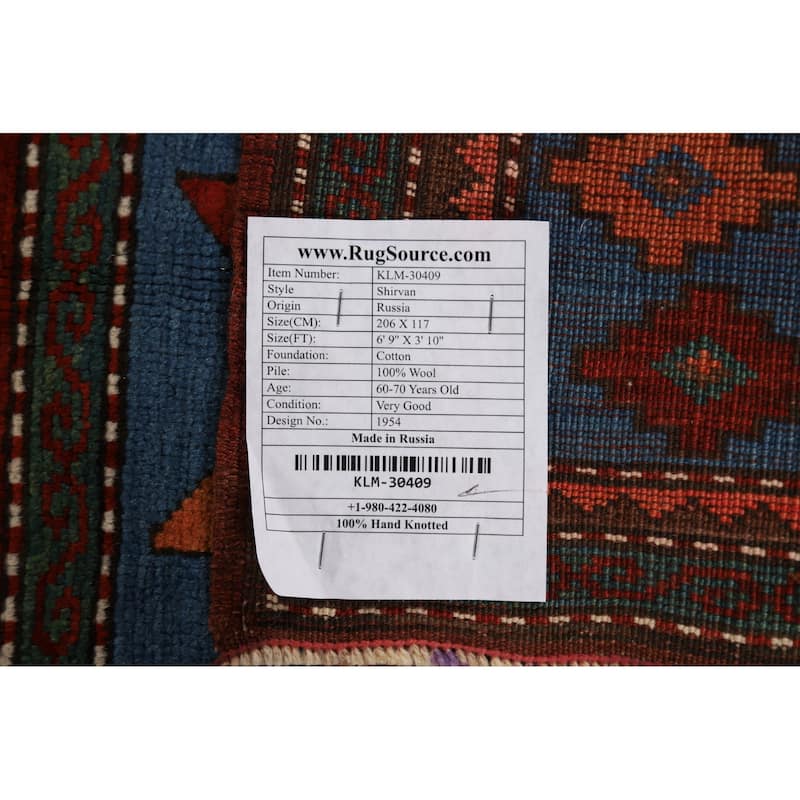 www.RugSource.com
Item Number: KLM-30409
Style Shirvan
Origin Russia
Size(CM): 206 X 117
Size(FT): 6' 9" X 3' 10"
Foundation: Cotton
Pile: 100% Wool
Age: 60-70 Years Old
Condition: Very Good
Design No.: 1954
Made in Russia
KLM-30409
+1-980-422-4080
100% Hand Knotted